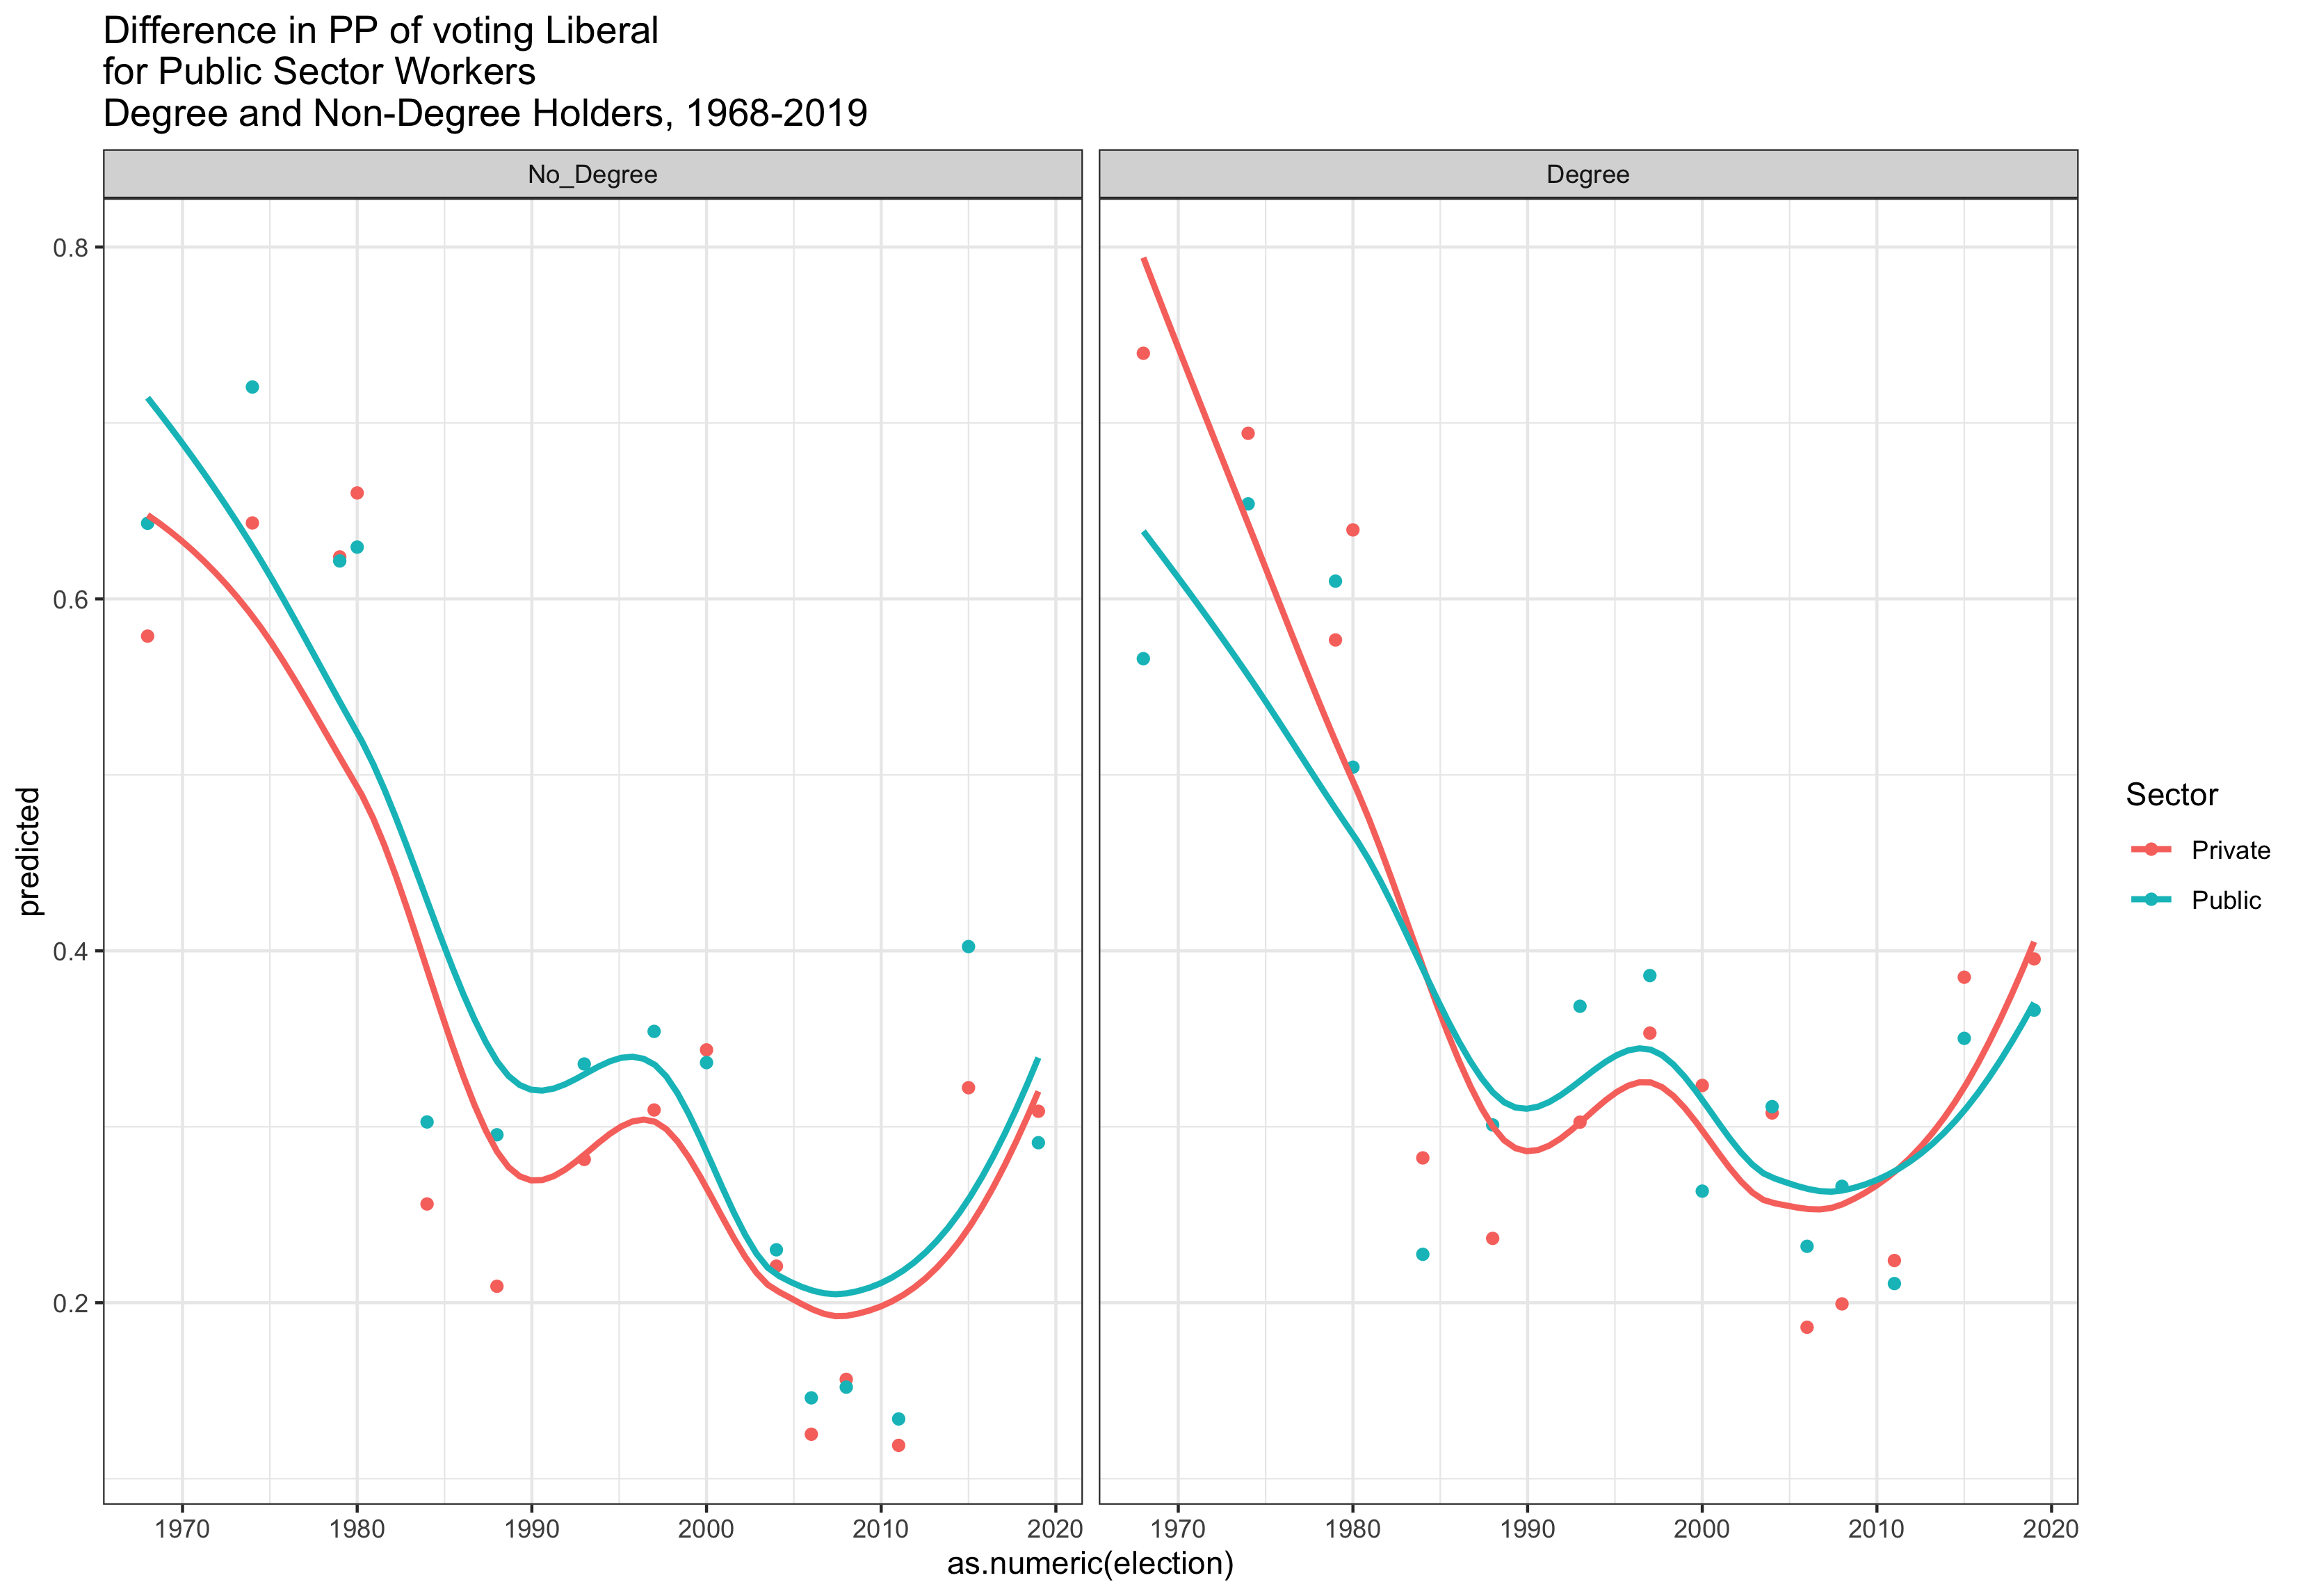 Difference in PP of voting Liberal
for Public Sector Workers
Degree and Non-Degree Holders, 1968-2019
No_Degree
Degree
0.8
0.6
0.4
0.2
predicted
1970 1980 1990 2000 2010 2020
1970 1980 1990 2000 2010 2020
as.numeric(election)
Sector
Private
Public